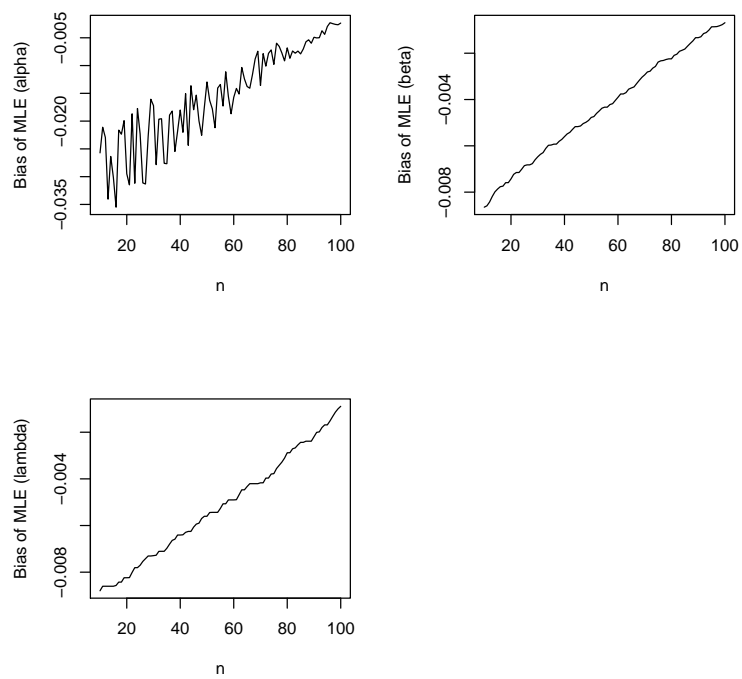 Bias of MLE (alpha)
−0.005
−0.020
−0.035
20 40 60 80 100
n
Bias of MLE (beta)
−0.004
−0.008
20 40 60 80 100
n
Bias of MLE (lambda)
−0.004
−0.008
20 40 60 80 100
n